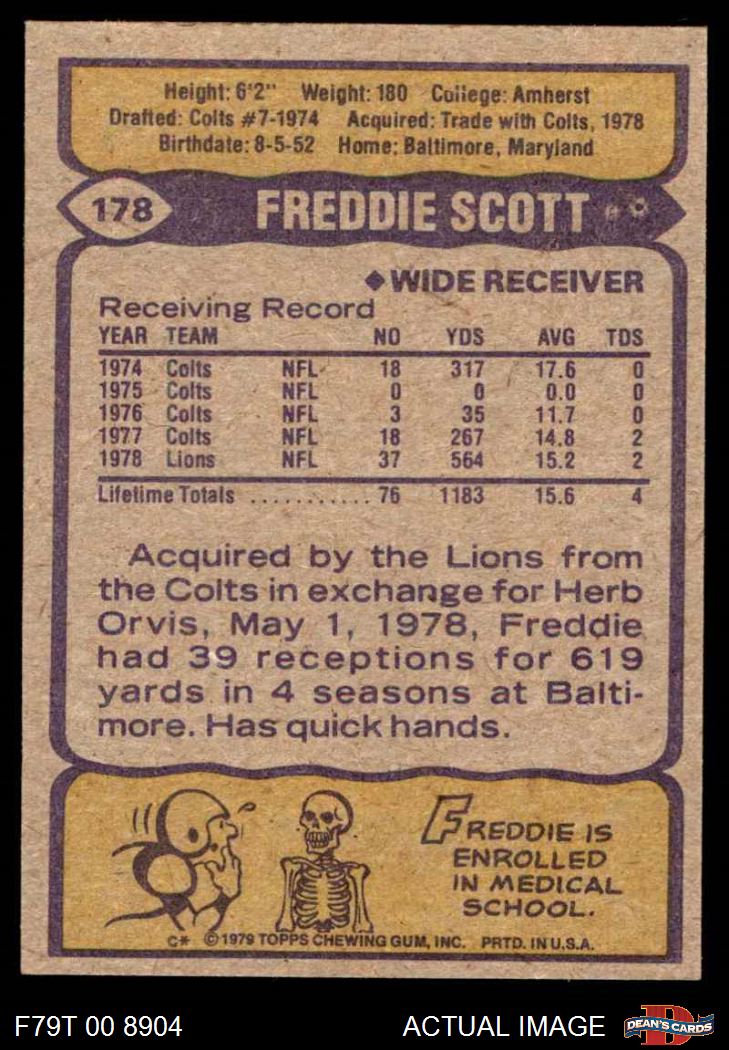 Height: 6'2" Weight: 180 College: Amherst
Drafted: Colts #7-1974 Acquired: Trade with Colts, 1978
Birthdate: 8-5-52 Home: Baltimore, Maryland
178 FREDDIE SCOTT
◆WIDE RECEIVER
Receiving Record
YEAR TEAM NO YDS AVG TDS
1974 Colts NFL 18 317 17.6 0
1975 Colts NFL 0 0 0.0 0
1976 Colts NFL 3 35 11.7 0
1977 Colts NFL 18 267 14.8 2
1978 Lions NFL 37 564 15.2 2
Lifetime Totals ........... 76 1183 15.6 4
Acquired by the Lions from
the Colts in exchange for Herb
Orvis, May 1, 1978, Freddie
had 39 receptions for 619
yards in 4 seasons at Balti-
more. Has quick hands.
FREDDIE IS
ENROLLED
IN MEDICAL
SCHOOL.
C* © 1979 TOPPS CHEWING GUM, INC. PRTD. IN U.S.A.
F79T 00 8904 ACTUAL IMAGE DEAN'S CARDS